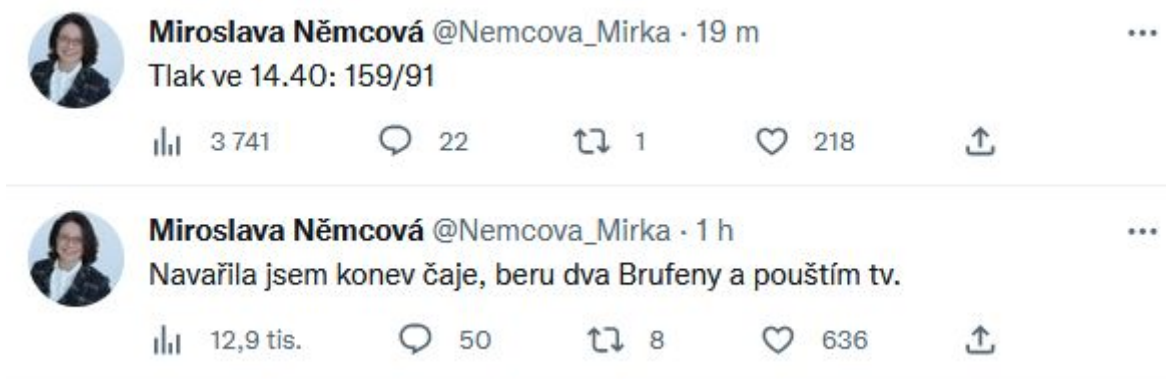 Miroslava Němcová @Nemcova_Mirka · 19 m
Tlak ve 14.40: 159/91
3 741 22 1 218
Miroslava Němcová @Nemcova_Mirka · 1 h
Navařila jsem konev čaje, beru dva Brufeny a pouštím tv.
12,9 tis. 50 8 636